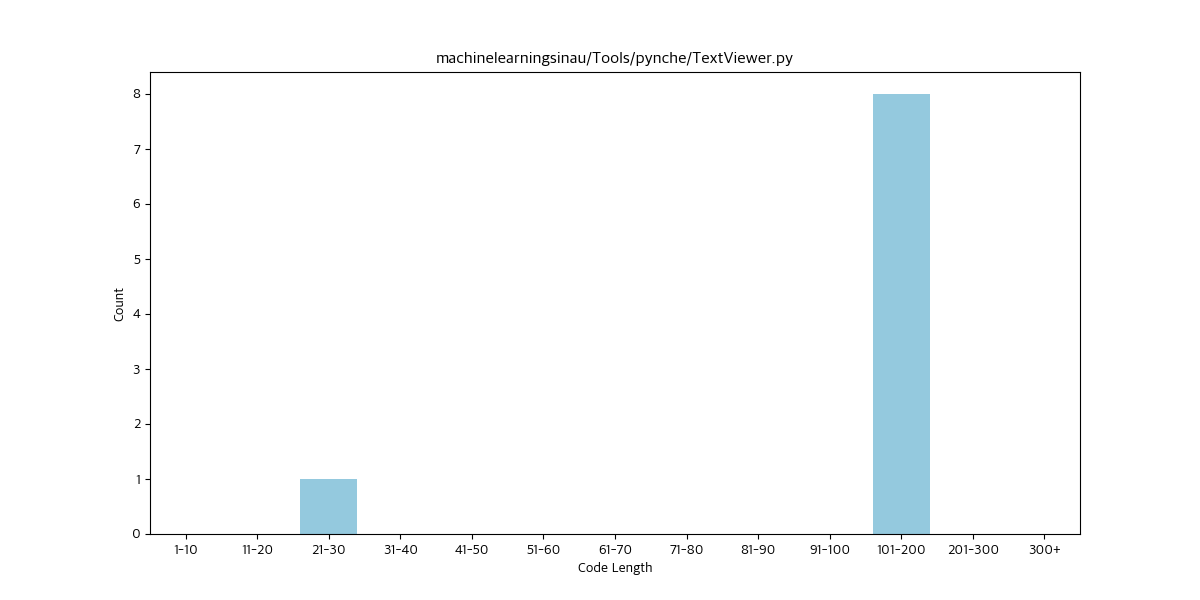 machinelearningsinau/Tools/pynche/TextViewer.py
8
7
6
5
4
3
2
1
0
Count
1-10 11-20 21-30 31-40 41-50 51-60 61-70 71-80 81-90 91-100 101-200 201-300 300+
Code Length